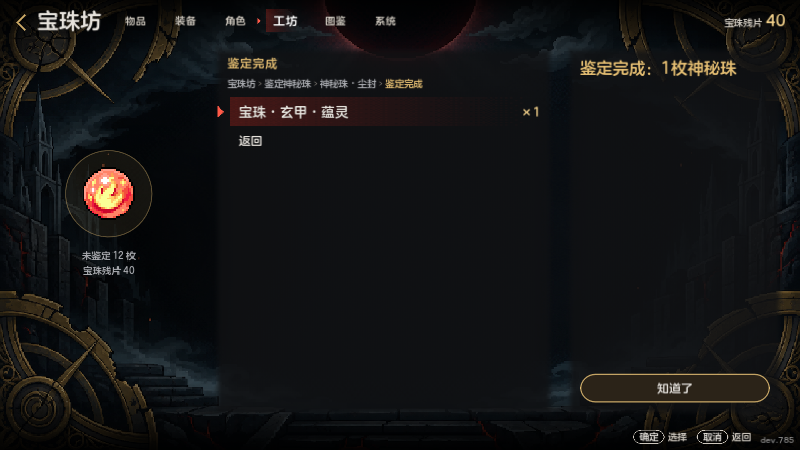 宝珠坊 物品 装备 角色 工坊 图鉴 系统 宝珠残片 40
鉴定完成
宝珠坊 › 鉴定神秘珠 › 神秘珠·尘封 › 鉴定完成
宝珠·玄甲·蕴灵 ×1
返回
未鉴定 12 枚
宝珠残片 40
鉴定完成：1枚神秘珠
知道了
确定 选择 取消 返回 dev.785